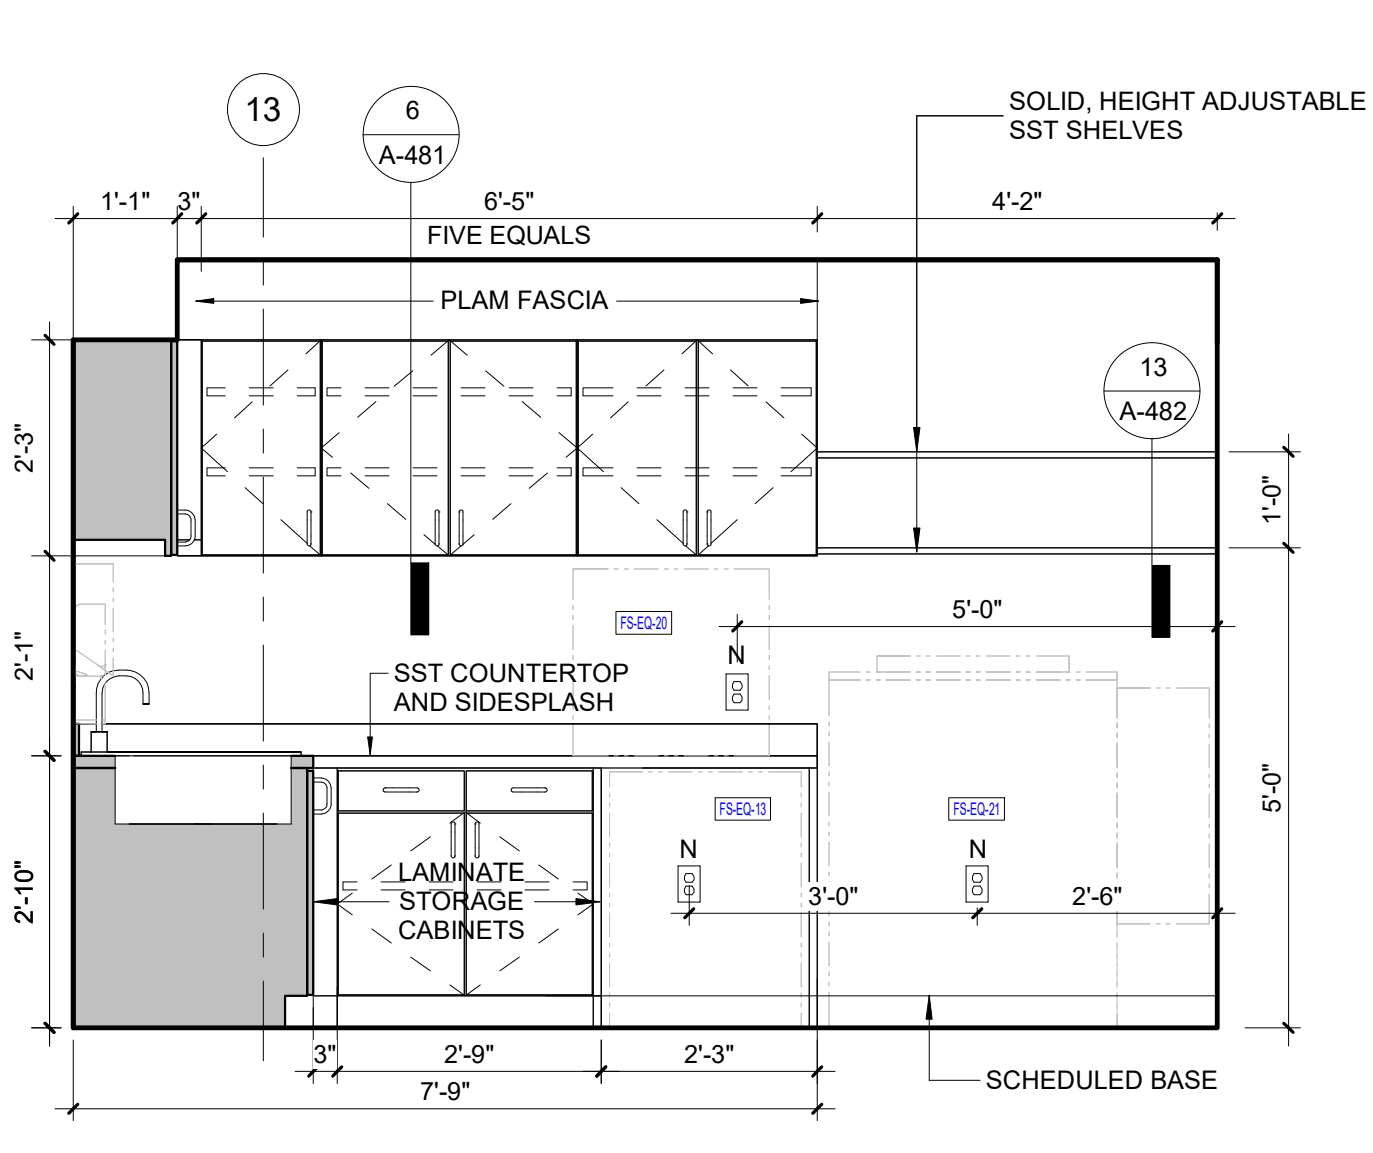 SOLID, HEIGHT ADJUSTABLE
SST SHELVES
13
6
A-481
1'-1"
3"
6'-5"
4'-2"
FIVE EQUALS
PLAM FASCIA
13
A-482
2'-3"
1'-0"
5'-0"
FS-EQ-20
N
2'-1"
SST COUNTERTOP
AND SIDESPLASH
5'-0"
FS-EQ-13
FS-EQ-21
N
N
LAMINATE
STORAGE
CABINETS
3'-0"
2'-6"
2'-10"
3"
2'-9"
2'-3"
SCHEDULED BASE
7'-9"